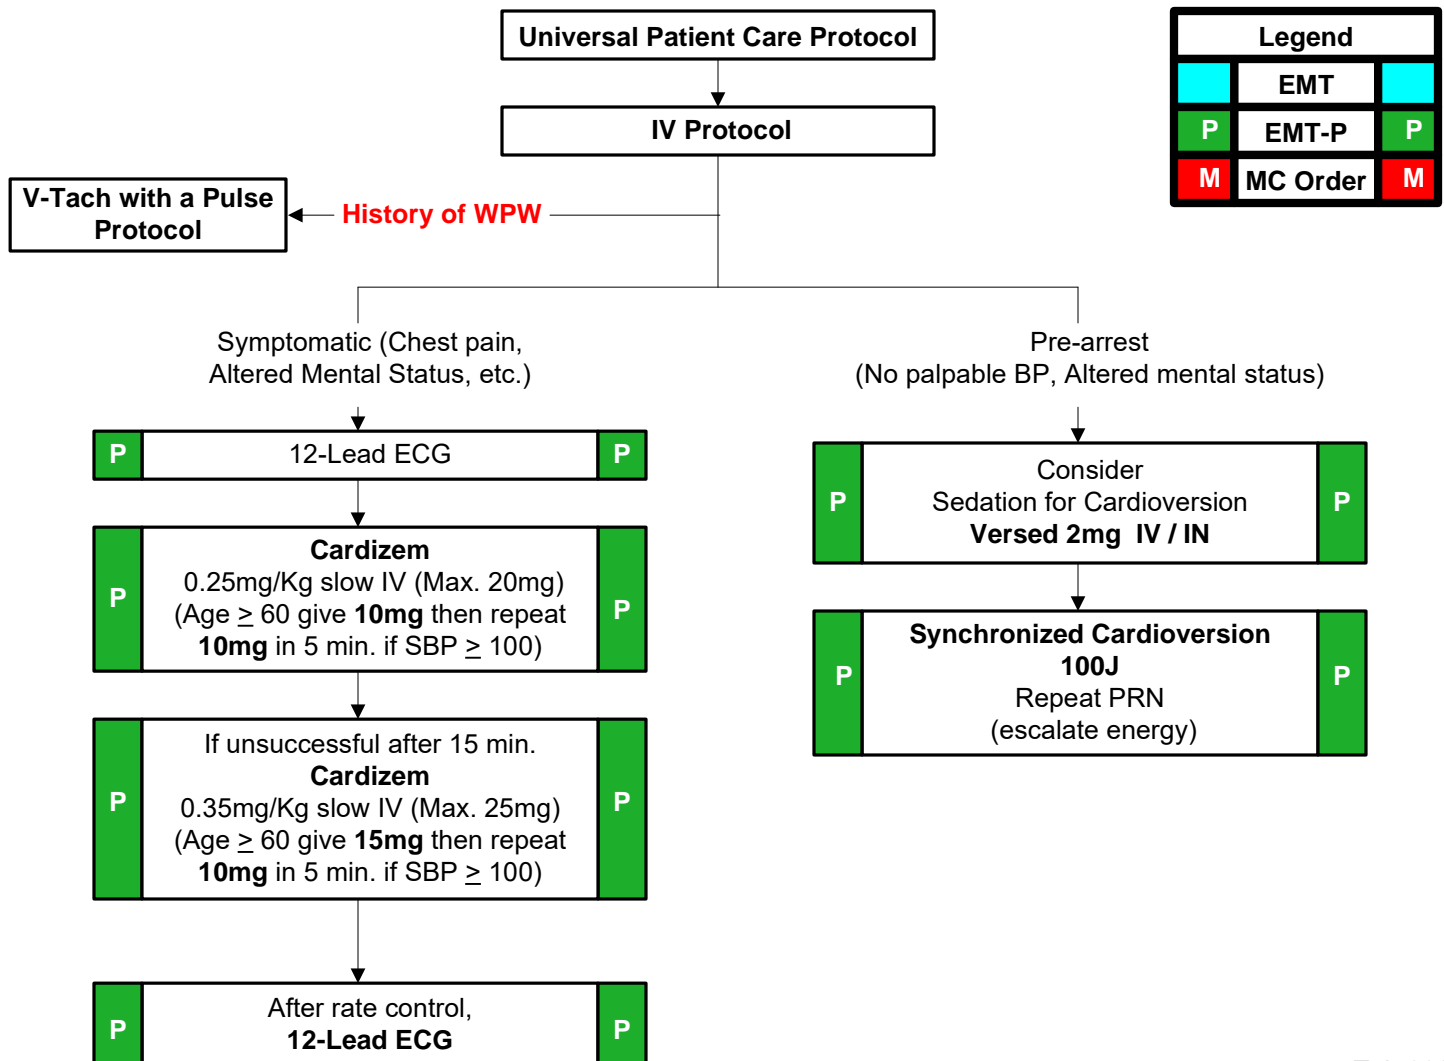 Universal Patient Care Protocol
Legend
EMT
P EMT-P P
M MC Order M
IV Protocol
V-Tach with a Pulse
Protocol
History of WPW
Symptomatic (Chest pain,
Altered Mental Status, etc.)
P 12-Lead ECG P
Cardizem
0.25mg/Kg slow IV (Max. 20mg)
(Age ≥ 60 give 10mg then repeat
10mg in 5 min. if SBP ≥ 100)
P P
If unsuccessful after 15 min.
Cardizem
0.35mg/Kg slow IV (Max. 25mg)
(Age ≥ 60 give 15mg then repeat
10mg in 5 min. if SBP ≥ 100)
P P
After rate control,
12-Lead ECG
P P
Pre-arrest
(No palpable BP, Altered mental status)
Consider
Sedation for Cardioversion
Versed 2mg IV / IN
P P
Synchronized Cardioversion
100J
Repeat PRN
(escalate energy)
P P